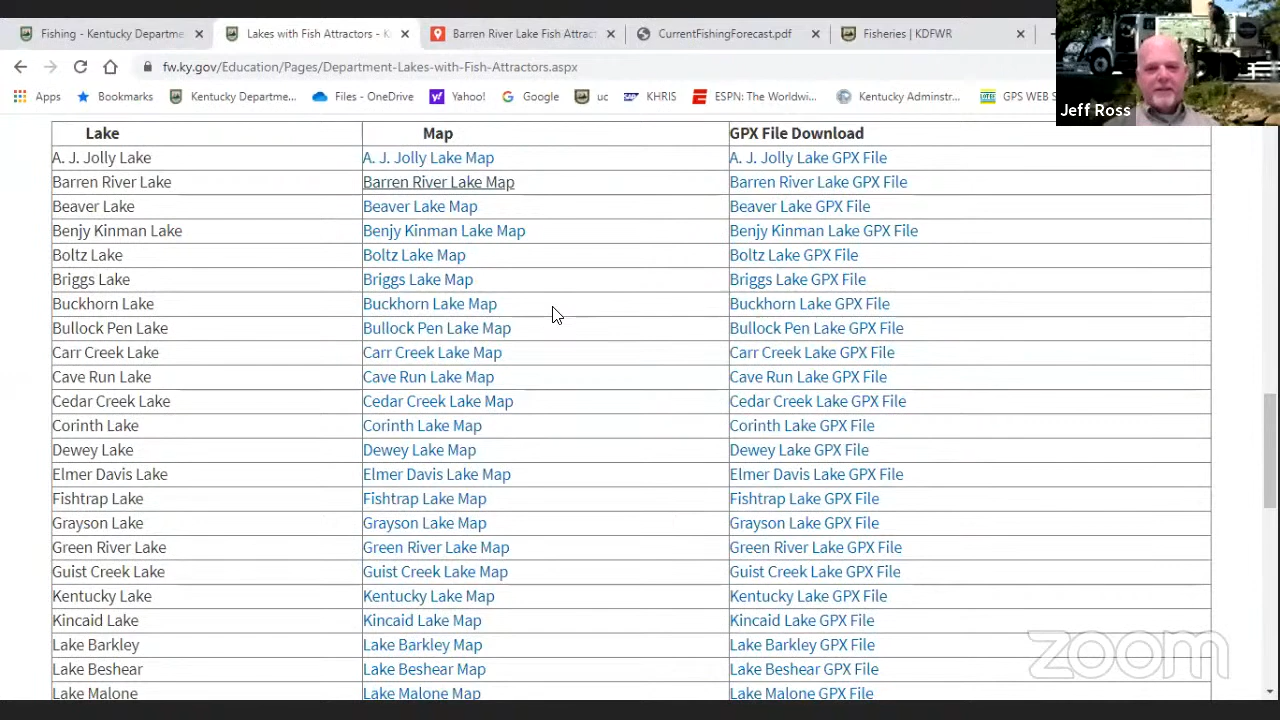 Fishing - Kentucky Departme
Lakes with Fish Attractors - K
Barren River Lake Fish Attract
CurrentFishingForecast.pdf
Fisheries | KDFWR
fw.ky.gov/Education/Pages/Department-Lakes-with-Fish-Attractors.aspx
Apps Bookmarks Kentucky Departme... Files - OneDrive Yahoo! Google uc KHRIS ESPN: The Worldwi... Kentucky Adminstr... GPS WEB S
Jeff Ross
Lake Map GPX File Download
A. J. Jolly Lake A. J. Jolly Lake Map A. J. Jolly Lake GPX File
Barren River Lake Barren River Lake Map Barren River Lake GPX File
Beaver Lake Beaver Lake Map Beaver Lake GPX File
Benjy Kinman Lake Benjy Kinman Lake Map Benjy Kinman Lake GPX File
Boltz Lake Boltz Lake Map Boltz Lake GPX File
Briggs Lake Briggs Lake Map Briggs Lake GPX File
Buckhorn Lake Buckhorn Lake Map Buckhorn Lake GPX File
Bullock Pen Lake Bullock Pen Lake Map Bullock Pen Lake GPX File
Carr Creek Lake Carr Creek Lake Map Carr Creek Lake GPX File
Cave Run Lake Cave Run Lake Map Cave Run Lake GPX File
Cedar Creek Lake Cedar Creek Lake Map Cedar Creek Lake GPX File
Corinth Lake Corinth Lake Map Corinth Lake GPX File
Dewey Lake Dewey Lake Map Dewey Lake GPX File
Elmer Davis Lake Elmer Davis Lake Map Elmer Davis Lake GPX File
Fishtrap Lake Fishtrap Lake Map Fishtrap Lake GPX File
Grayson Lake Grayson Lake Map Grayson Lake GPX File
Green River Lake Green River Lake Map Green River Lake GPX File
Guist Creek Lake Guist Creek Lake Map Guist Creek Lake GPX File
Kentucky Lake Kentucky Lake Map Kentucky Lake GPX File
Kincaid Lake Kincaid Lake Map Kincaid Lake GPX File
Lake Barkley Lake Barkley Map Lake Barkley GPX File
Lake Beshear Lake Beshear Map Lake Beshear GPX File
Lake Malone Lake Malone Map Lake Malone GPX File
zoom